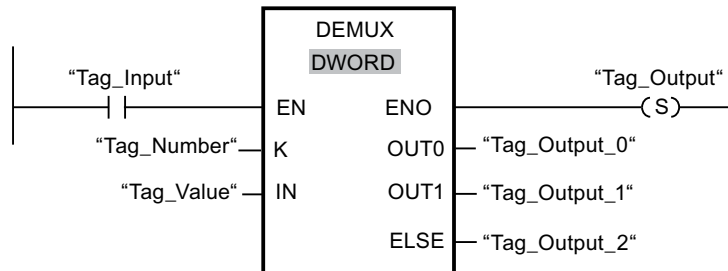 DEMUX
DWORD
“Tag_Input“ “Tag_Output“
EN ENO ( S )
“Tag_Number“ K OUT0 “Tag_Output_0“
“Tag_Value“ IN OUT1 “Tag_Output_1“
ELSE “Tag_Output_2“